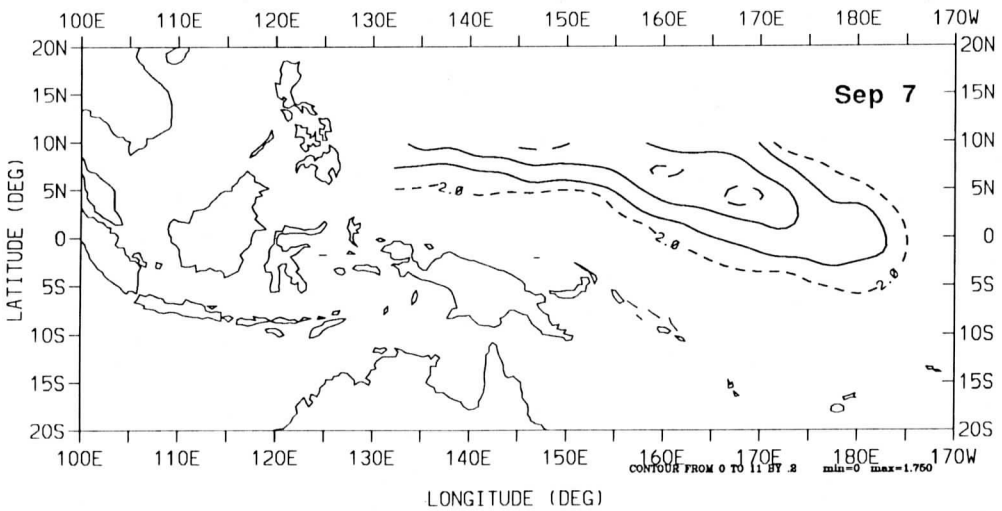 100E 110E 120E 130E 140E 150E 160E 170E 180E 170W
20N 20N
15N Sep 7 15N
10N 10N
5N 2.0 5N
0 2.0 0
5S 2.0 5S
10S 10S
15S 15S
20S 20S
100E 110E 120E 130E 140E 150E 160E 170E 180E 170W
CONTOUR FROM 0 TO 11 BY .2 min=0 max=1.750
LONGITUDE (DEG)
LATITUDE (DEG)